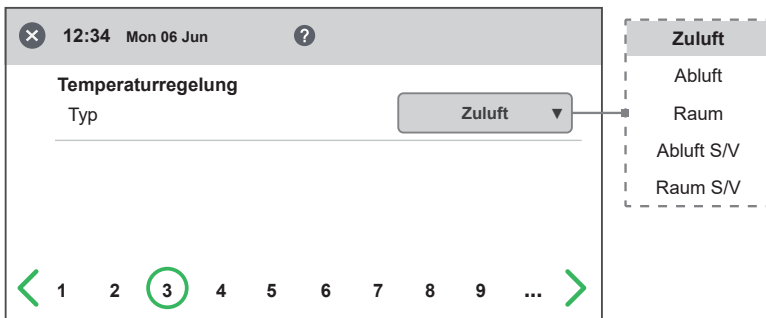 12:34 Mon 06 Jun ?
Temperaturregelung
Typ Zuluft ▼
1 2 3 4 5 6 7 8 9 ...
Zuluft
Abluft
Raum
Abluft S/V
Raum S/V